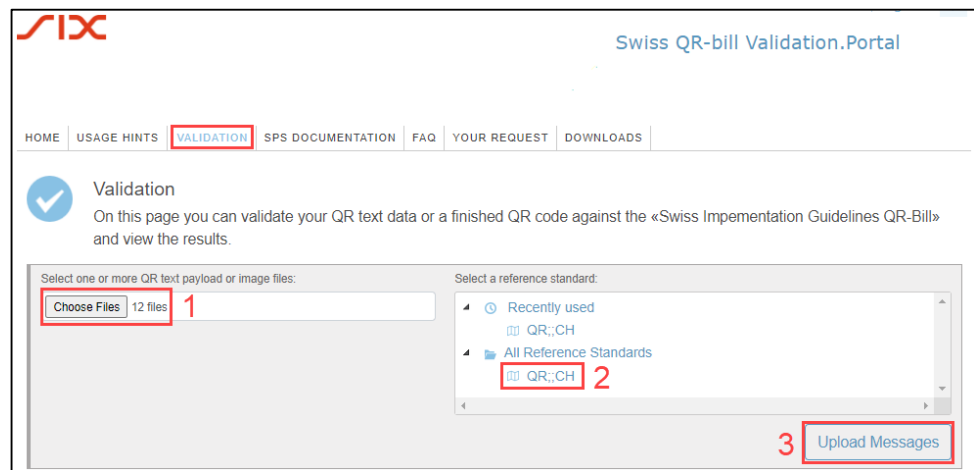 SIX
Swiss QR-bill Validation.Portal
HOME USAGE HINTS VALIDATION SPS DOCUMENTATION FAQ YOUR REQUEST DOWNLOADS
Validation
On this page you can validate your QR text data or a finished QR code against the «Swiss Impementation Guidelines QR-Bill»
and view the results.
Select one or more QR text payload or image files:
Choose Files 12 files 1
Select a reference standard:
Recently used
QR;;CH
All Reference Standards
QR;;CH 2
3 Upload Messages